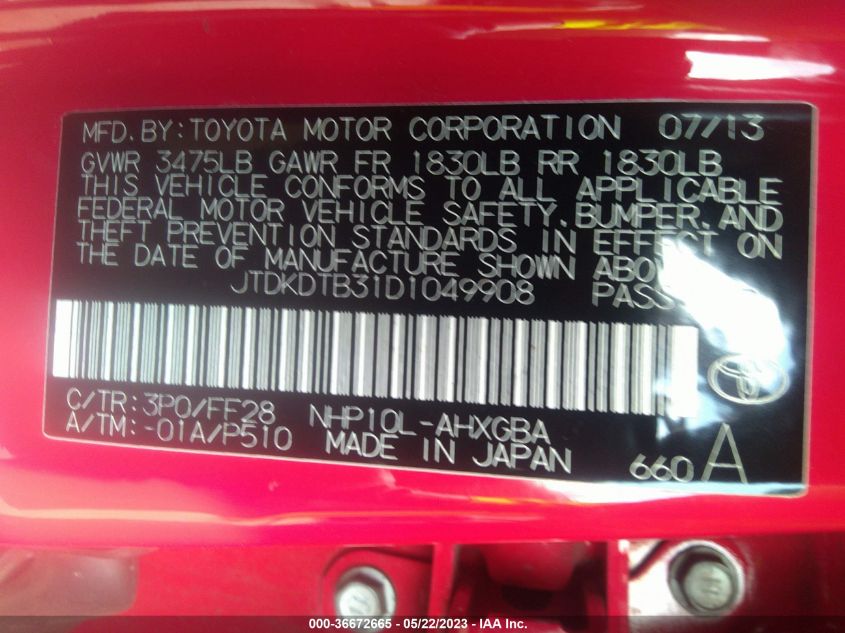 MFD. BY: TOYOTA MOTOR CORPORATION 07/13
GVWR 3475LB GAWR FR 1830LB RR 1830LB
THIS VEHICLE CONFORMS TO ALL APPLICABLE
FEDERAL MOTOR VEHICLE SAFETY, BUMPER, AND
THEFT PREVENTION STANDARDS IN EFFECT ON
THE DATE OF MANUFACTURE SHOWN
JTDKDTB31D1049908
C/TR: 3P0/FF28 NHP10L-AHXGBA
A/TM: -01A/P510 MADE IN JAPAN
660 A
000-36672665 - 05/22/2023 - © IAA, Inc.